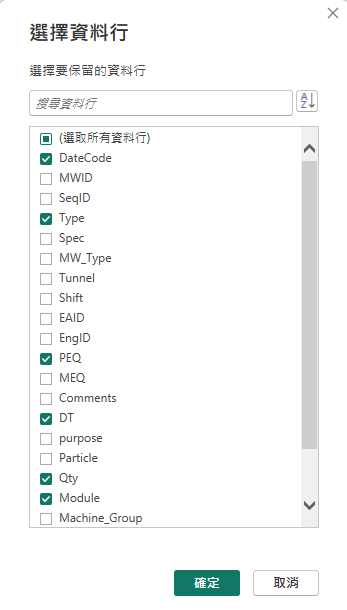 選擇資料行
選擇要保留的資料行
搜尋資料行
A
Z
(選取所有資料行)
DateCode
MWID
SeqID
Type
Spec
MW_Type
Tunnel
Shift
EAID
EngID
PEQ
MEQ
Comments
DT
purpose
Particle
Qty
Module
Machine_Group
確定
取消